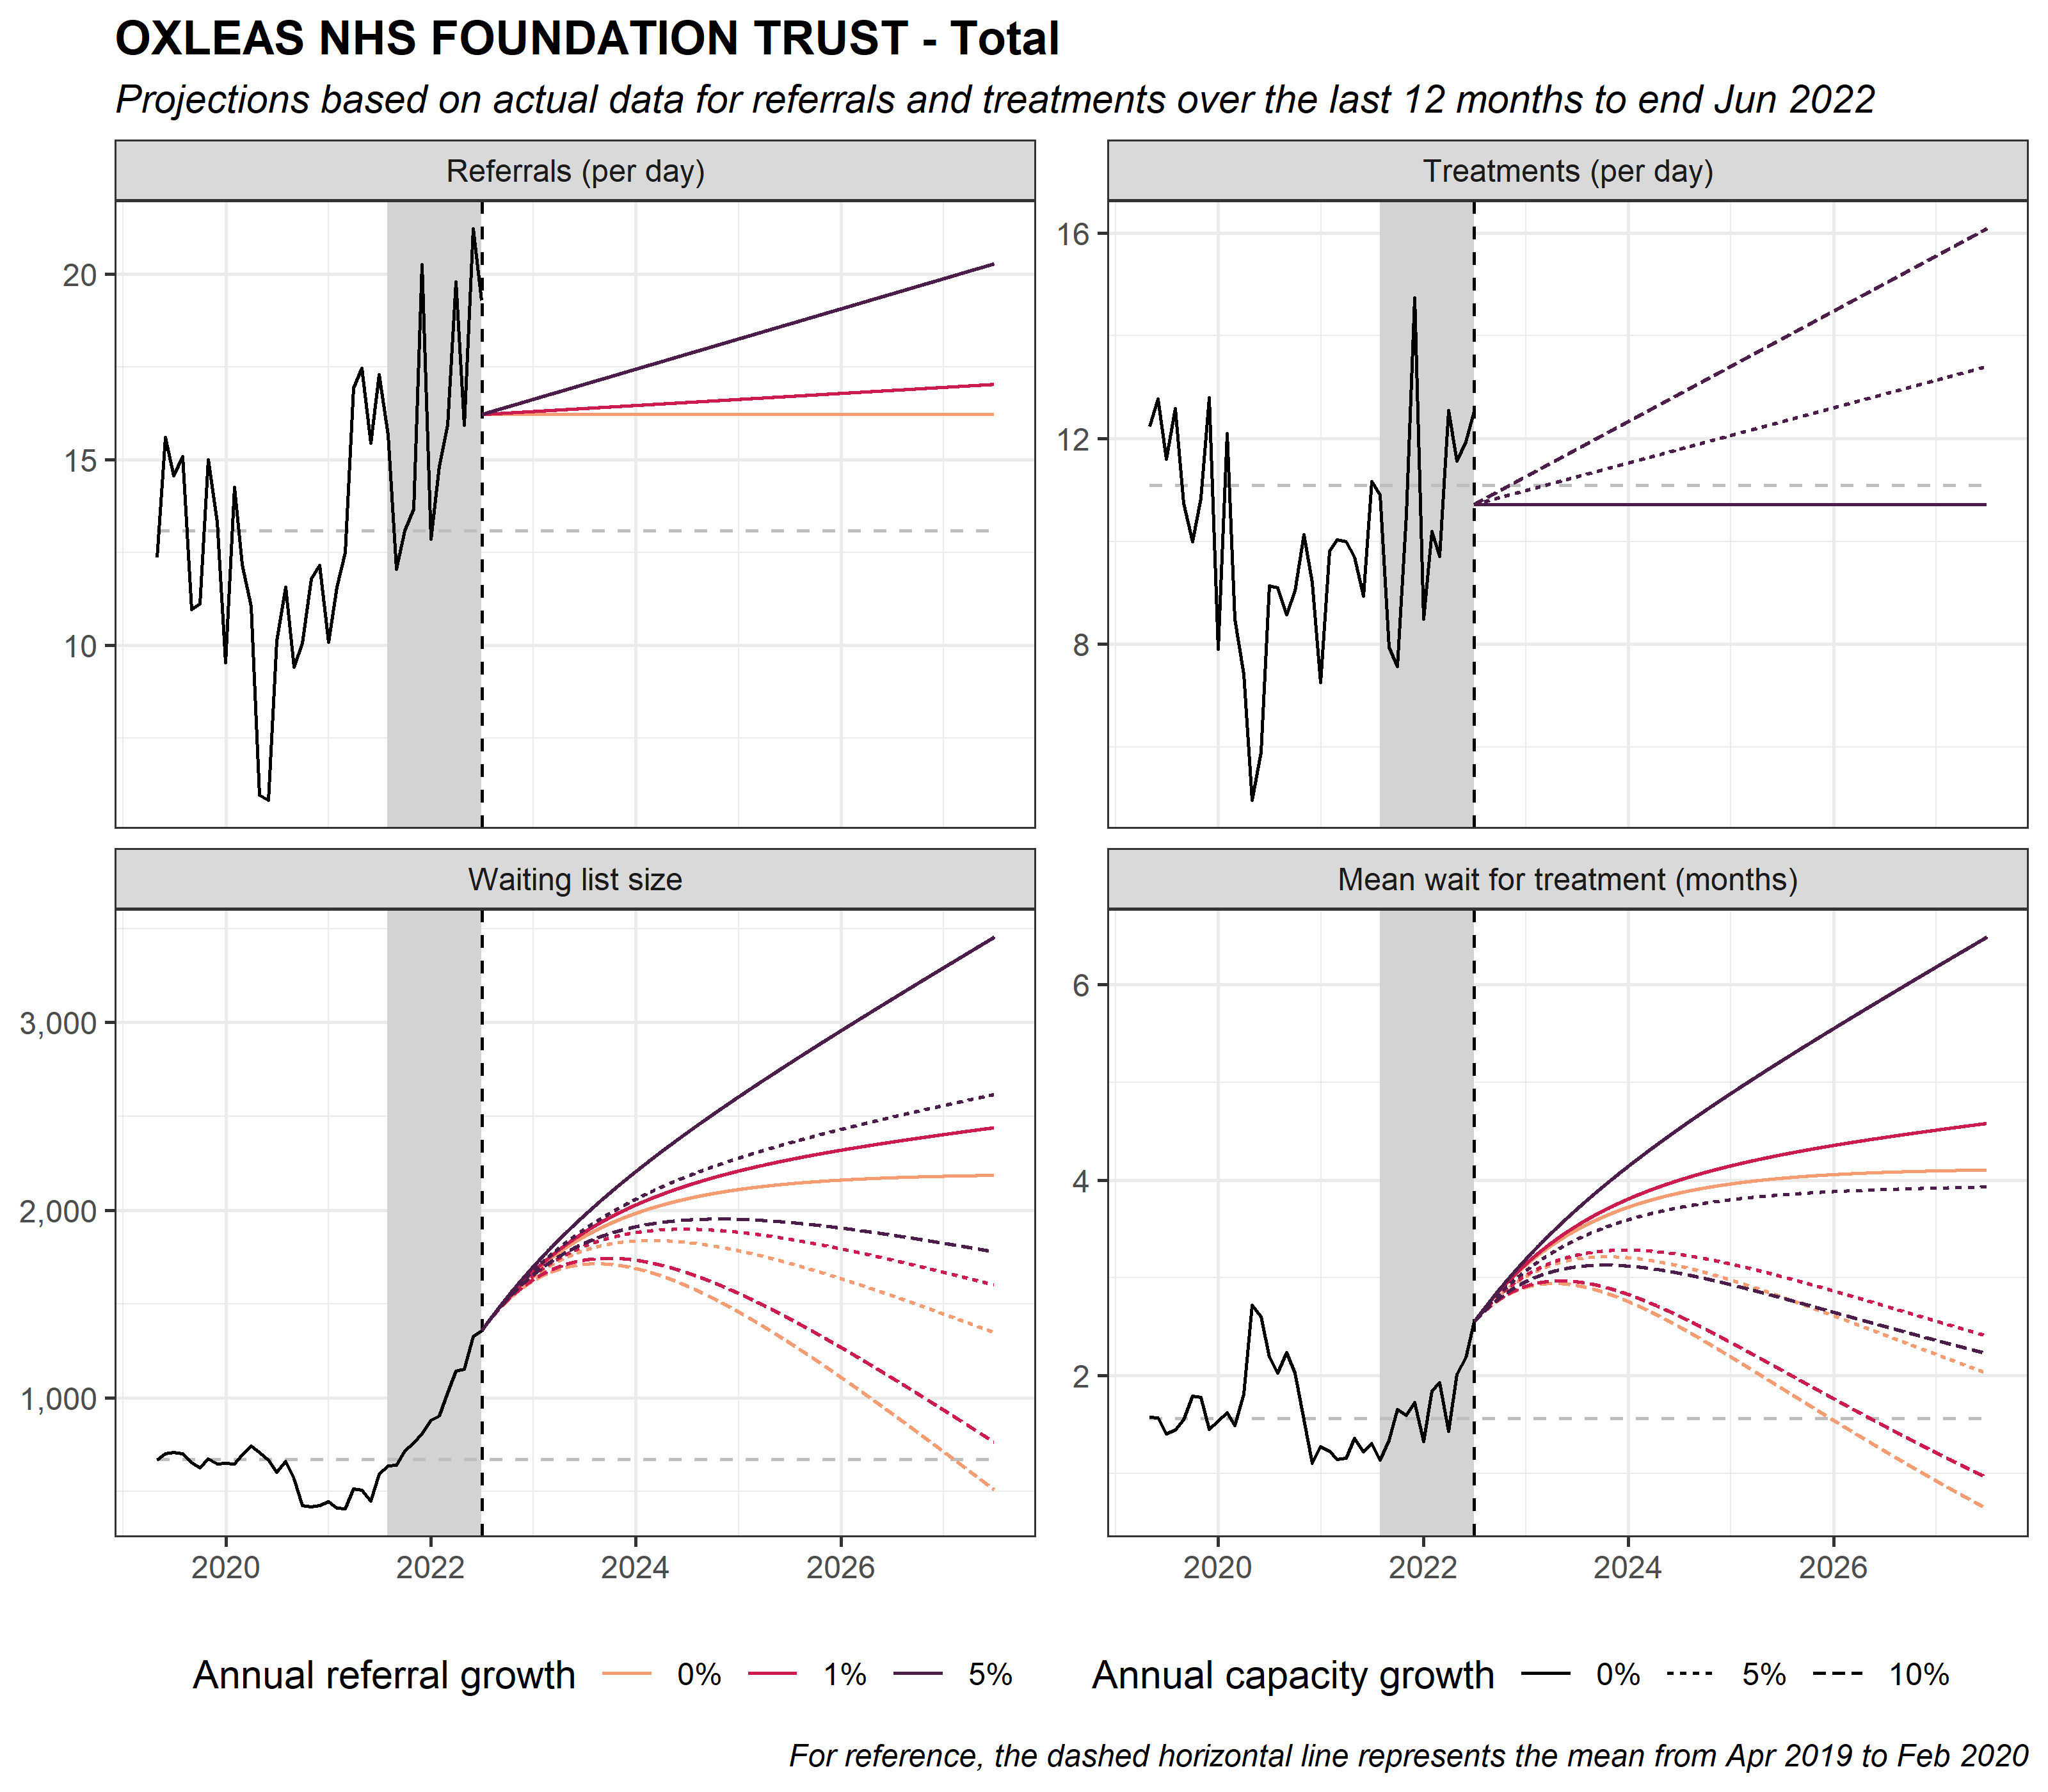 OXLEAS NHS FOUNDATION TRUST - Total
Projections based on actual data for referrals and treatments over the last 12 months to end Jun 2022
Referrals (per day)
20
15
10
Treatments (per day)
16
12
8
Waiting list size
3,000
2,000
1,000
2020 2022 2024 2026
Mean wait for treatment (months)
6
4
2
2020 2022 2024 2026
Annual referral growth 0% 1% 5%
Annual capacity growth 0% 5% 10%
For reference, the dashed horizontal line represents the mean from Apr 2019 to Feb 2020